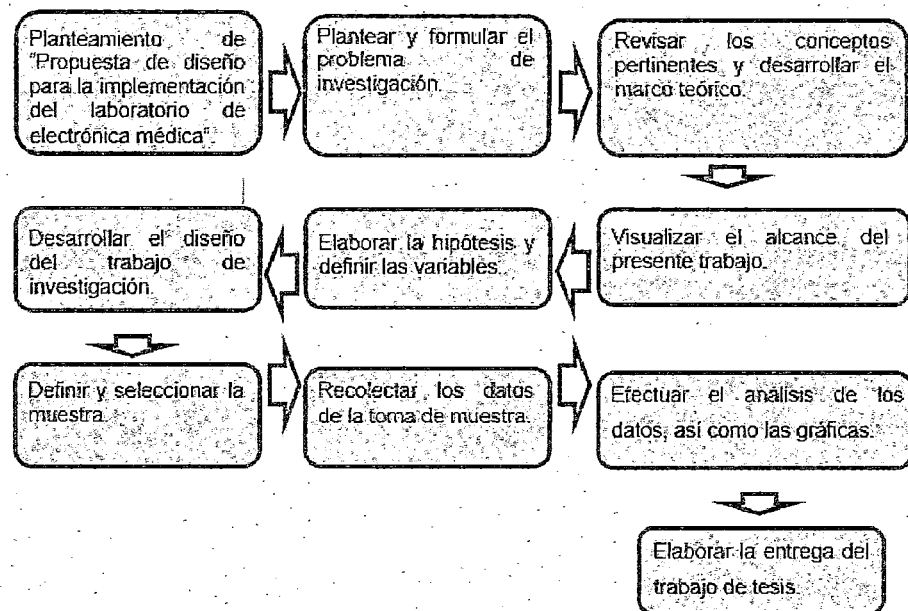 Planteamiento de
"Propuesta de diseño
para la implementación
del laboratorio de
electrónica médica".
Plantear y formular el
problema de
investigación.
Revisar los conceptos
pertinentes y desarrollar el
marco teórico.
Visualizar el alcance del
presente trabajo.
Elaborar la hipótesis y
definir las variables.
Desarrollar el diseño
del trabajo de
investigación.
Definir y seleccionar la
muestra.
Recolectar los datos
de la toma de muestra.
Efectuar el análisis de los
datos, así como las gráficas.
Elaborar la entrega del
trabajo de tesis.